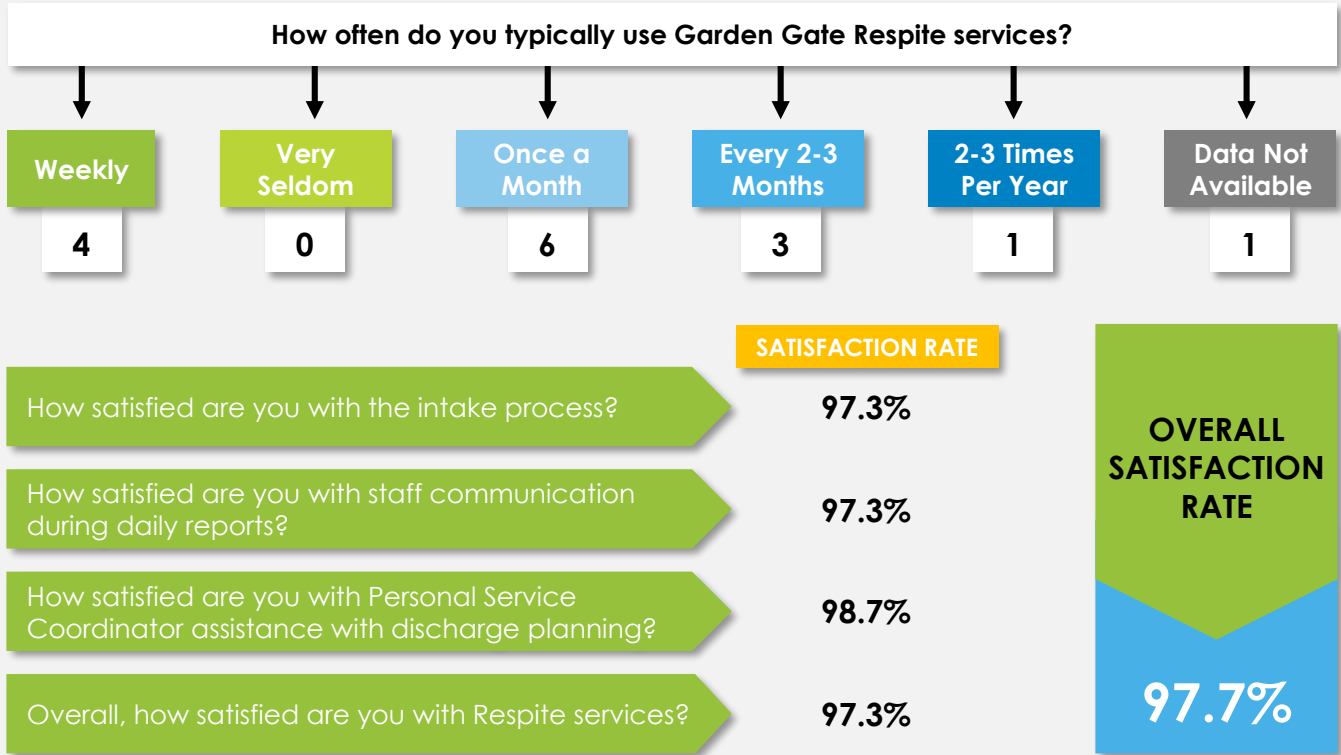 How often do you typically use Garden Gate Respite services?
Weekly
Very
Seldom
Once a
Month
Every 2-3
Months
2-3 Times
Per Year
Data Not
Available
4
0
6
3
1
1
SATISFACTION RATE
How satisfied are you with the intake process?
97.3%
How satisfied are you with staff communication
during daily reports?
97.3%
How satisfied are you with Personal Service
Coordinator assistance with discharge planning?
98.7%
Overall, how satisfied are you with Respite services?
97.3%
OVERALL
SATISFACTION
RATE
97.7%